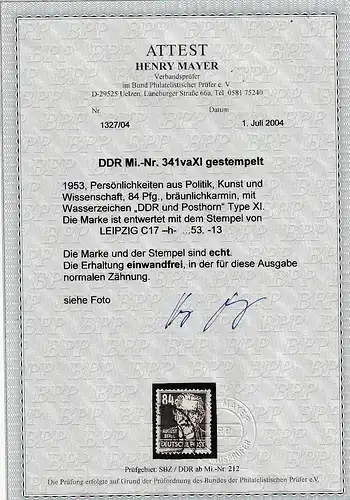 ATTEST
HENRY MAYER
Verbandsprüfer
im Bund Philatelistischer Prüfer e. V.
D-29525 Uelzen, Lüneburger Straße 66a, Tel 0581 75240
Nr. Datum
1327/04 1. Juli 2004
DDR Mi.-Nr. 341vaXI gestempelt
1953, Persönlichkeiten aus Politik, Kunst und
Wissenschaft, 84 Pfg., bräunlichkarmin, mit
Wasserzeichen „DDR und Posthorn" Type XI.
Die Marke ist entwertet mit dem Stempel von
LEIPZIG C17 –h- ...53. -13
Die Marke und der Stempel sind echt.
Die Erhaltung einwandfrei, in der für diese Ausgabe
normalen Zähnung.
siehe Foto
84
AUGUST
DEUTSCHE POST
Prüfgebiet: SBZ / DDR ab Mi.-Nr. 212
Die Prüfung erfolgte auf Grund der Prüfordnung des Bundes der Philatelistischen Prüfer e. V.